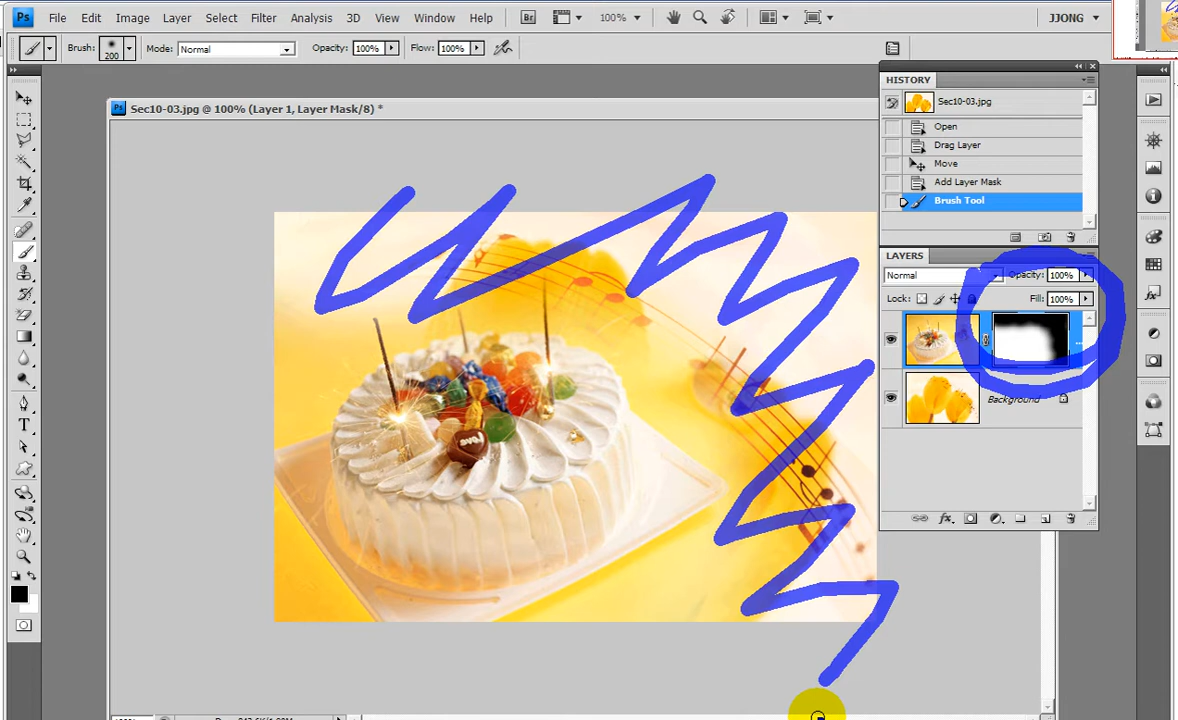 Ps File Edit Image Layer Select Filter Analysis 3D View Window Help Br 100% JJONG
Brush: 200 Mode: Normal Opacity: 100% Flow: 100%
HISTORY
Sec10-03.jpg @ 100% (Layer 1, Layer Mask/8) *
Sec10-03.jpg
Open
Drag Layer
Move
Add Layer Mask
Brush Tool
LAYERS
Normal Opacity: 100%
Lock: Fill: 100%
Background